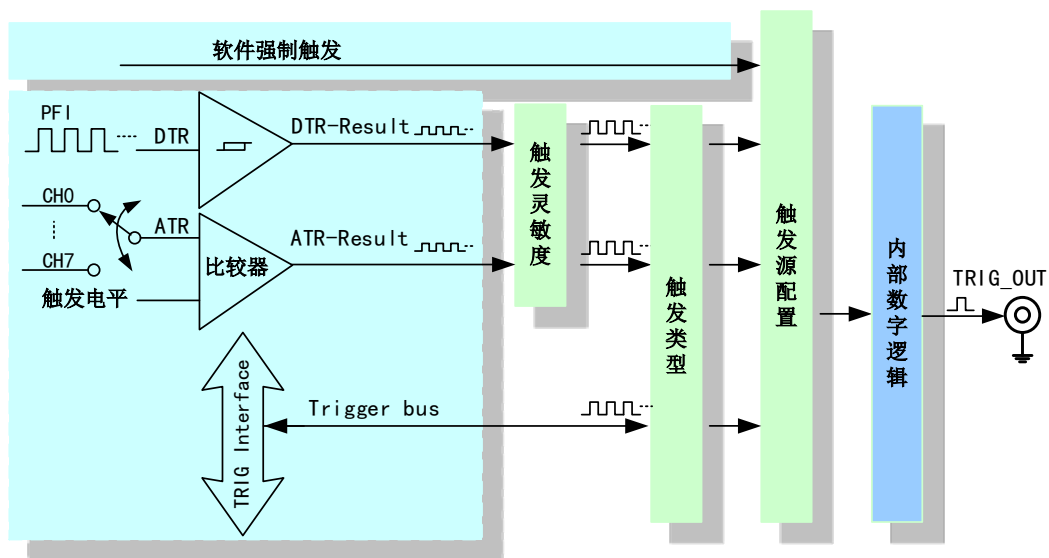 软件强制触发
PFI
DTR
DTR-Result
触发灵敏度
CH0
ATR
ATR-Result
CH7
比较器
触发电平
触发类型
触发源配置
内部数字逻辑
TRIG_OUT
TRIG Interface
Trigger bus